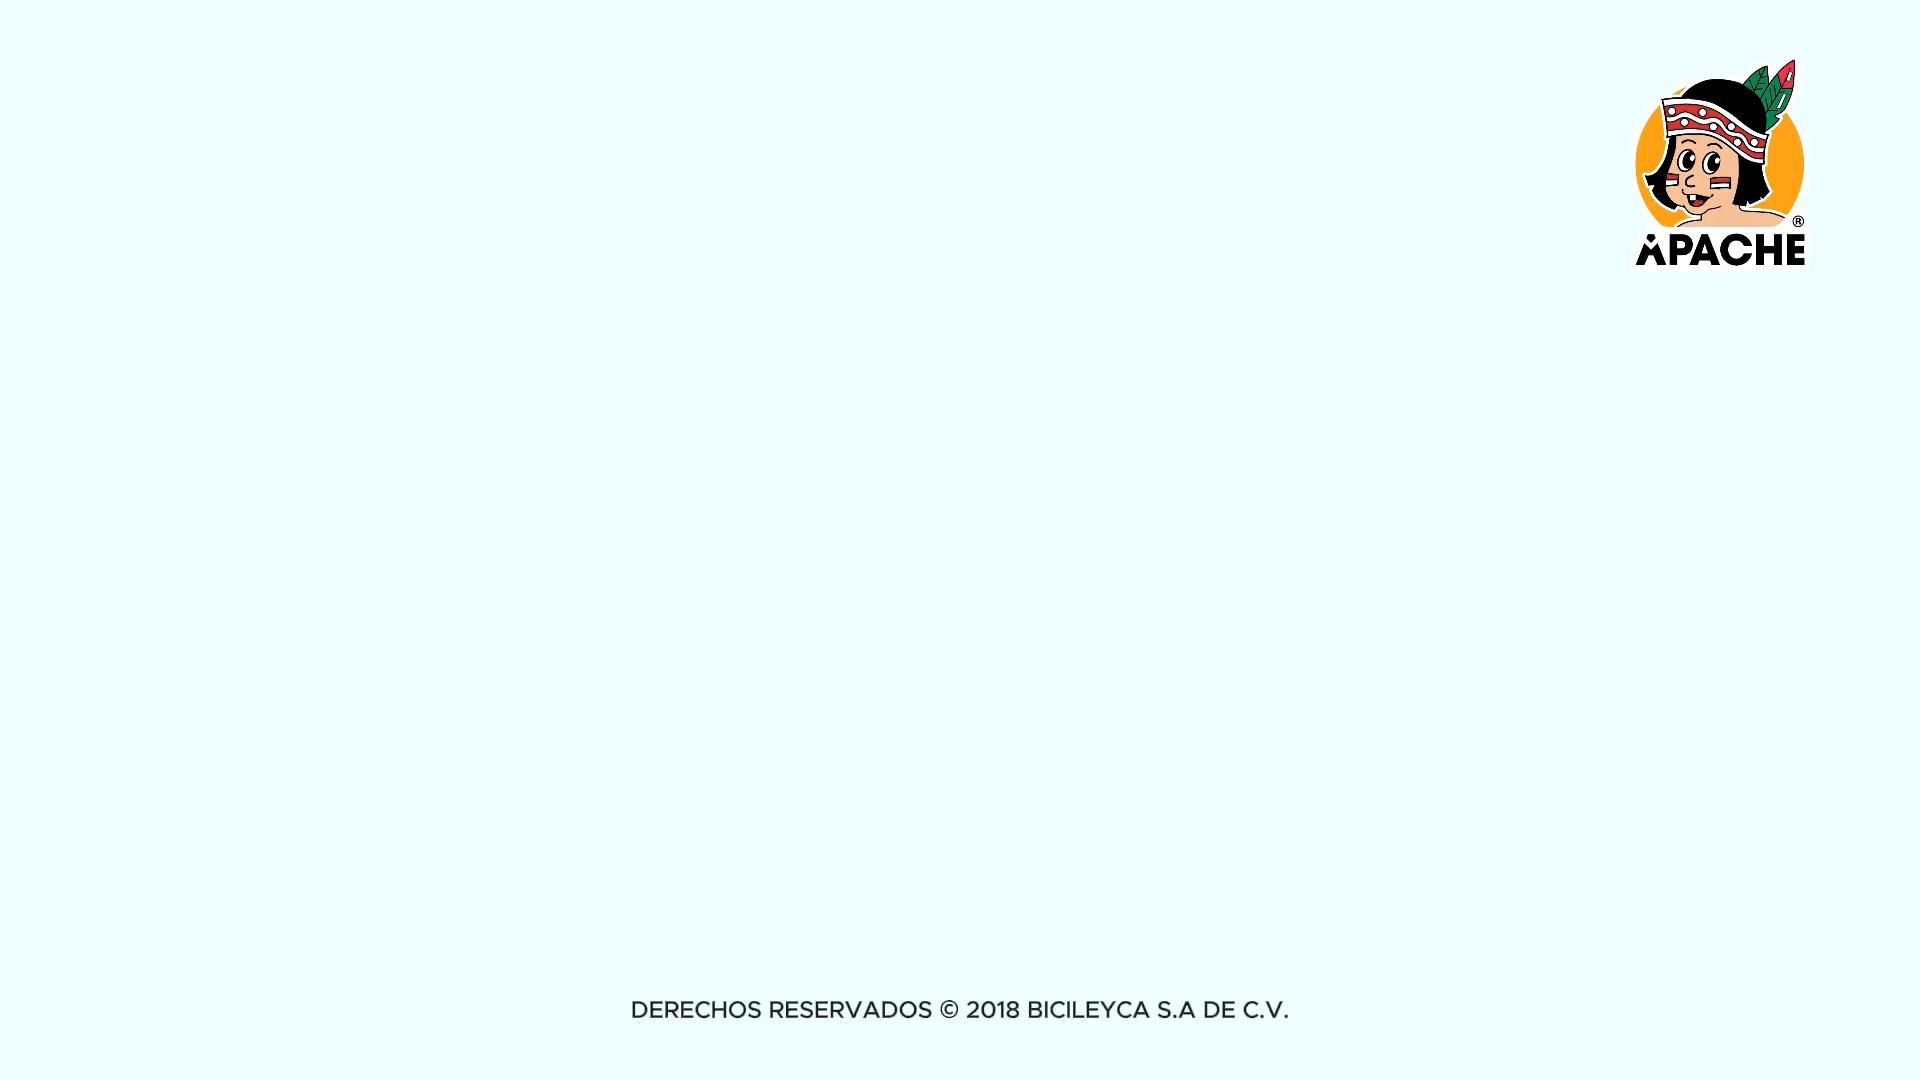 ®
APACHE
DERECHOS RESERVADOS © 2018 BICILEYCA S.A DE C.V.